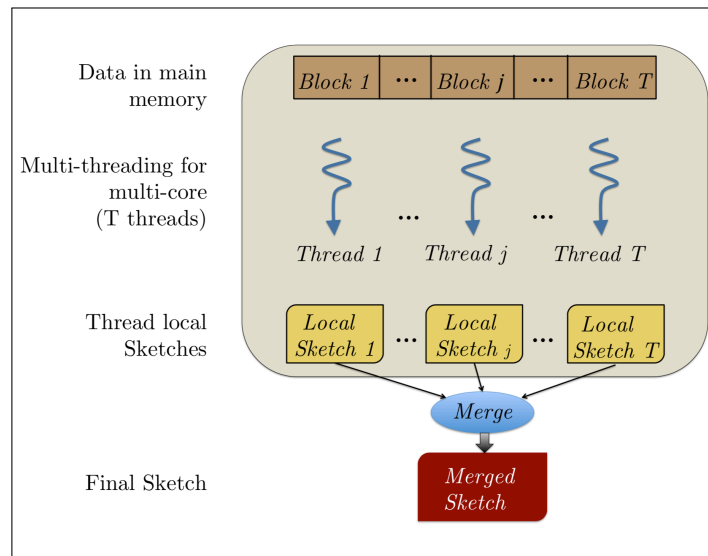 Data in main
memory
Block 1 ... Block j ... Block T
Multi-threading for
multi-core
(T threads)
... ...
Thread 1 Thread j Thread T
Thread local
Sketches
Local
Sketch 1
...
Local
Sketch j
...
Local
Sketch T
Merge
Final Sketch
Merged
Sketch